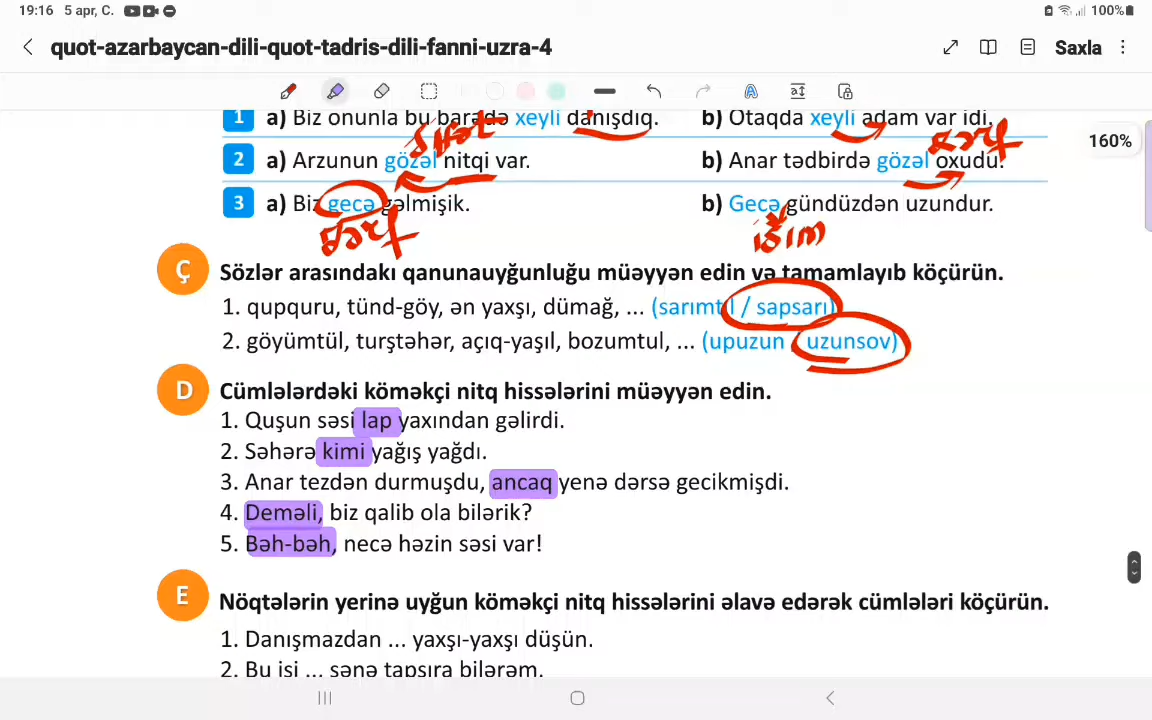 19:16 5 apr, C. 100%
quot-azarbaycan-dili-quot-tadris-dili-fanni-uzra-4 Saxla
160%
1 a) Biz onunla bu barədə xeyli danışdıq. b) Otaqda xeyli adam var idi.
sifət zərf
2 a) Arzunun gözəl nitqi var. b) Anar tədbirdə gözəl oxudu.
3 a) Biz gecə gəlmişik. b) Gecə gündüzdən uzundur.
zərf isim
Ç Sözlər arasındakı qanunauyğunluğu müəyyən edin və tamamlayıb köçürün.
1. qupquru, tünd-göy, ən yaxşı, dümağ, ... (sarımtıl / sapsarı)
2. göyümtül, turştəhər, açıq-yaşıl, bozumtul, ... (upuzun / uzunsov)
D Cümlələrdəki köməkçi nitq hissələrini müəyyən edin.
1. Quşun səsi lap yaxından gəlirdi.
2. Səhərə kimi yağış yağdı.
3. Anar tezdən durmuşdu, ancaq yenə dərsə gecikmişdi.
4. Deməli, biz qalib ola bilərik?
5. Bəh-bəh, necə həzin səsi var!
E Nöqtələrin yerinə uyğun köməkçi nitq hissələrini əlavə edərək cümlələri köçürün.
1. Danışmazdan ... yaxşı-yaxşı düşün.
2. Bu işi ... sənə tapşıra bilərəm.